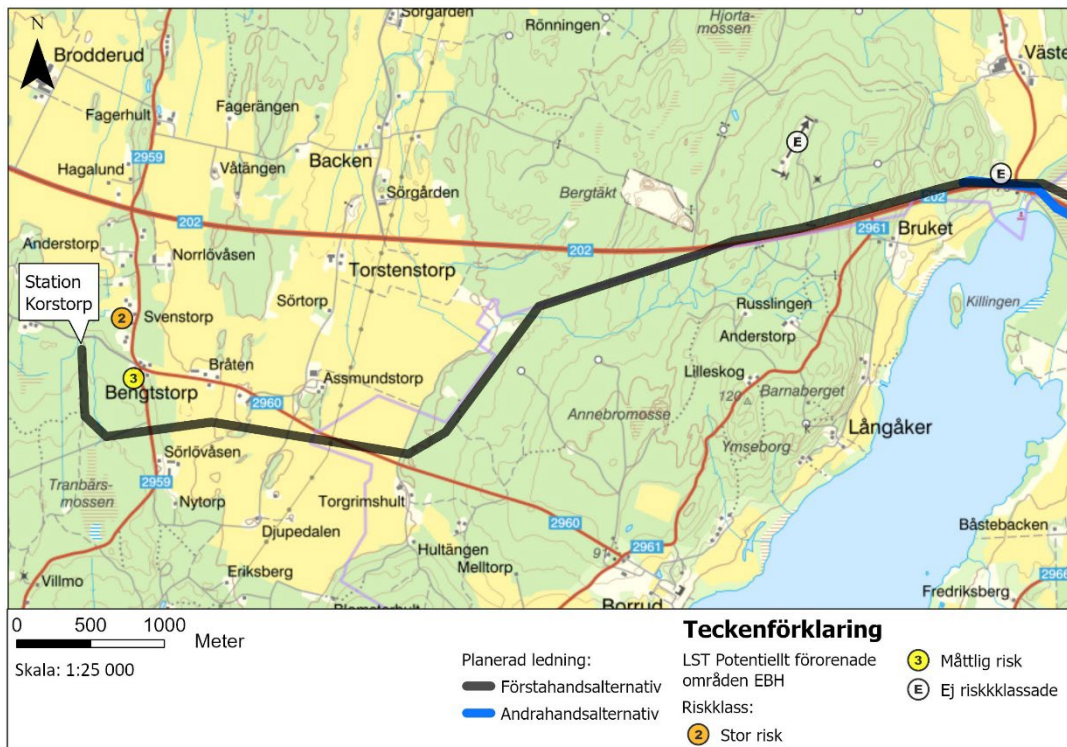 Sörgården
Rönningen
Hjorta-
mossen
N
Brodderud
Väste
Fagerängen
Fagerhult
2959
Backen
Hagalund
Våtängen
E
Sörgården
Bergtäkt
E
202
202
202
2961
Bruket
Anderstorp
Norrlövåsen
Torstenstorp
Station
Korstorp
Sörtorp
Killingen
2
Svenstorp
Russlingen
Anderstorp
3
Bråten
Bengtstorp
Assmundstorp
Lilleskog
Barnaberget
2960
120
Annebromosse
Långåker
Ymseborg
Sörlövåsen
Tranbärs-
mossen
2959
Nytorp
Torgrimshult
Djupedalen
2960
Båstebacken
Hultängen
91
2961
Melltorp
Villmo
Eriksberg
2966
Fredriksberg
Blomsterhult
Borrud
0 500 1000
Meter
Skala: 1:25 000
Planerad ledning:
Förstahandsalternativ
Andrahandsalternativ
Teckenförklaring
LST Potentiellt förorenade
områden EBH
Riskklass:
2 Stor risk
3 Måttlig risk
E Ej riskkklassade